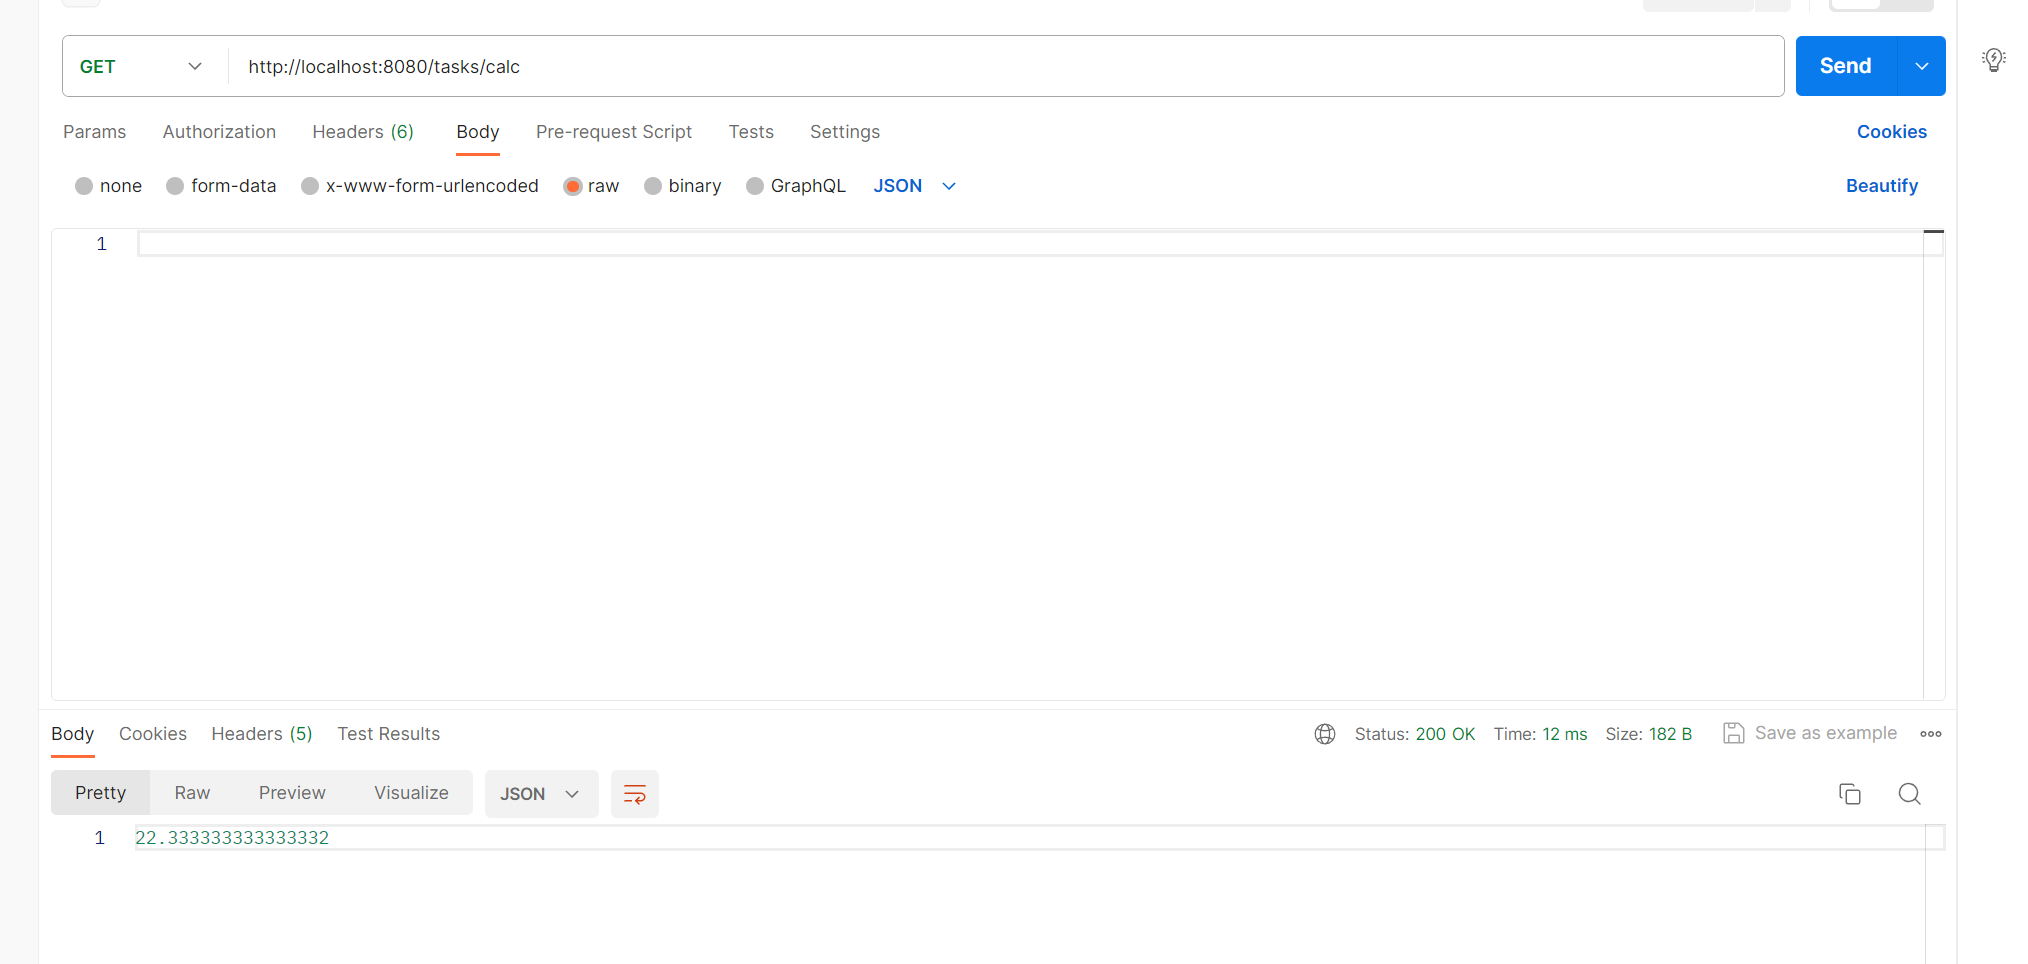 GET http://localhost:8080/tasks/calc Send
Params Authorization Headers (6) Body Pre-request Script Tests Settings Cookies
none form-data x-www-form-urlencoded raw binary GraphQL JSON Beautify
1
Body Cookies Headers (5) Test Results Status: 200 OK Time: 12 ms Size: 182 B Save as example
Pretty Raw Preview Visualize JSON
1 22.333333333333332